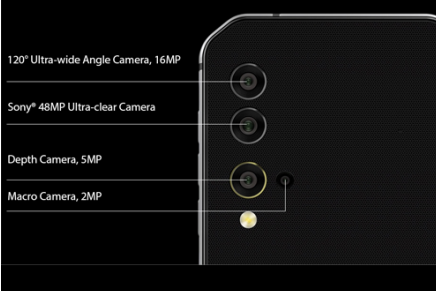 120° Ultra-wide Angle Camera, 16MP
Sony® 48MP Ultra-clear Camera
Depth Camera, 5MP
Macro Camera, 2MP